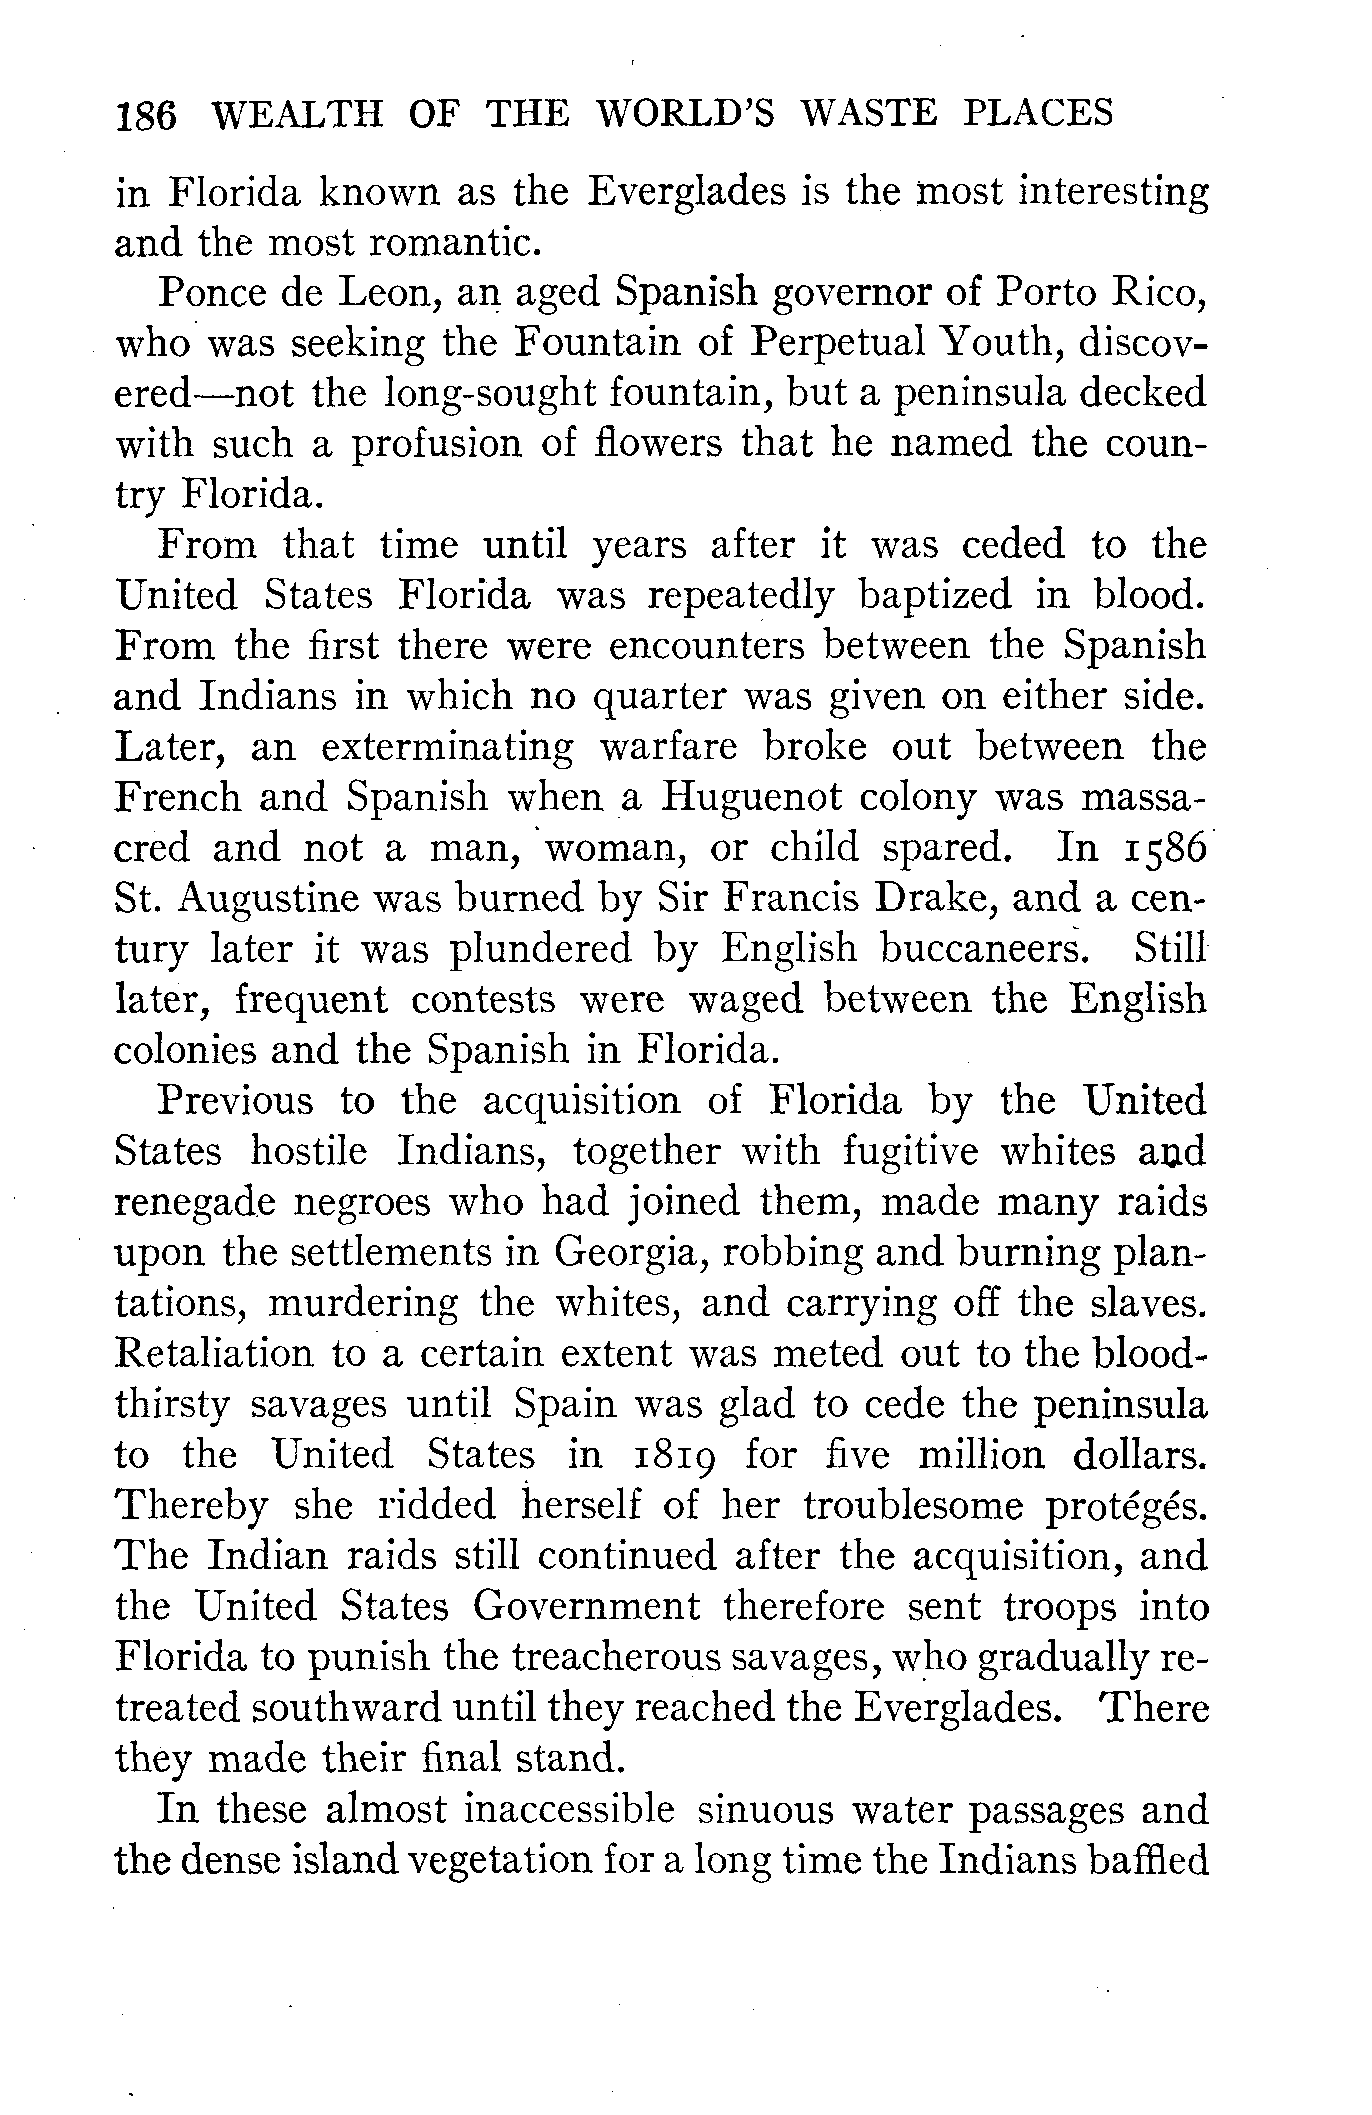 186 WEALTH OF THE WORLD'S WASTE PLACES
in Florida known as the Everglades is the most interesting
and the most romantic.
Ponce de Leon, an aged Spanish governor of Porto Rico,
who was seeking the Fountain of Perpetual Youth, discov-
ered—not the long-sought fountain, but a peninsula decked
with such a profusion of flowers that he named the coun-
try Florida.
From that time until years after it was ceded to the
United States Florida was repeatedly baptized in blood.
From the first there were encounters between the Spanish
and Indians in which no quarter was given on either side.
Later, an exterminating warfare broke out between the
French and Spanish when a Huguenot colony was massa-
cred and not a man, woman, or child spared. In 1586
St. Augustine was burned by Sir Francis Drake, and a cen-
tury later it was plundered by English buccaneers. Still
later, frequent contests were waged between the English
colonies and the Spanish in Florida.
Previous to the acquisition of Florida by the United
States hostile Indians, together with fugitive whites and
renegade negroes who had joined them, made many raids
upon the settlements in Georgia, robbing and burning plan-
tations, murdering the whites, and carrying off the slaves.
Retaliation to a certain extent was meted out to the blood-
thirsty savages until Spain was glad to cede the peninsula
to the United States in 1819 for five million dollars.
Thereby she ridded herself of her troublesome protégés.
The Indian raids still continued after the acquisition, and
the United States Government therefore sent troops into
Florida to punish the treacherous savages, who gradually re-
treated southward until they reached the Everglades. There
they made their final stand.
In these almost inaccessible sinuous water passages and
the dense island vegetation for a long time the Indians baffled